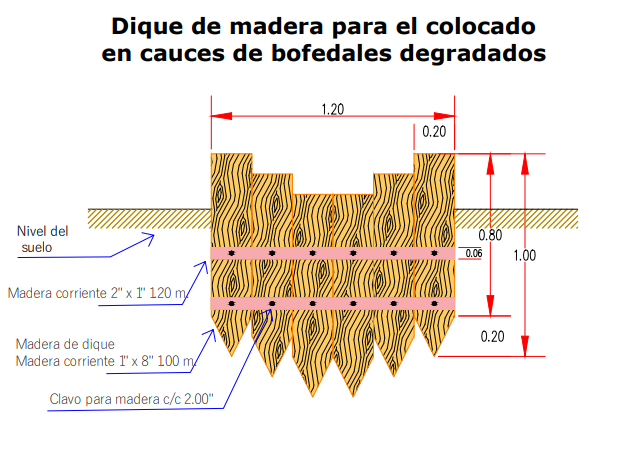 Dique de madera para el colocado
en cauces de bofedales degradados
1.20
0.20
Nivel del
suelo
0.80
0.06
1.00
Madera corriente 2" x 1" 120 m.
0.20
Madera de dique
Madera corriente 1" x 8" 100 m.
Clavo para madera c/c 2.00"